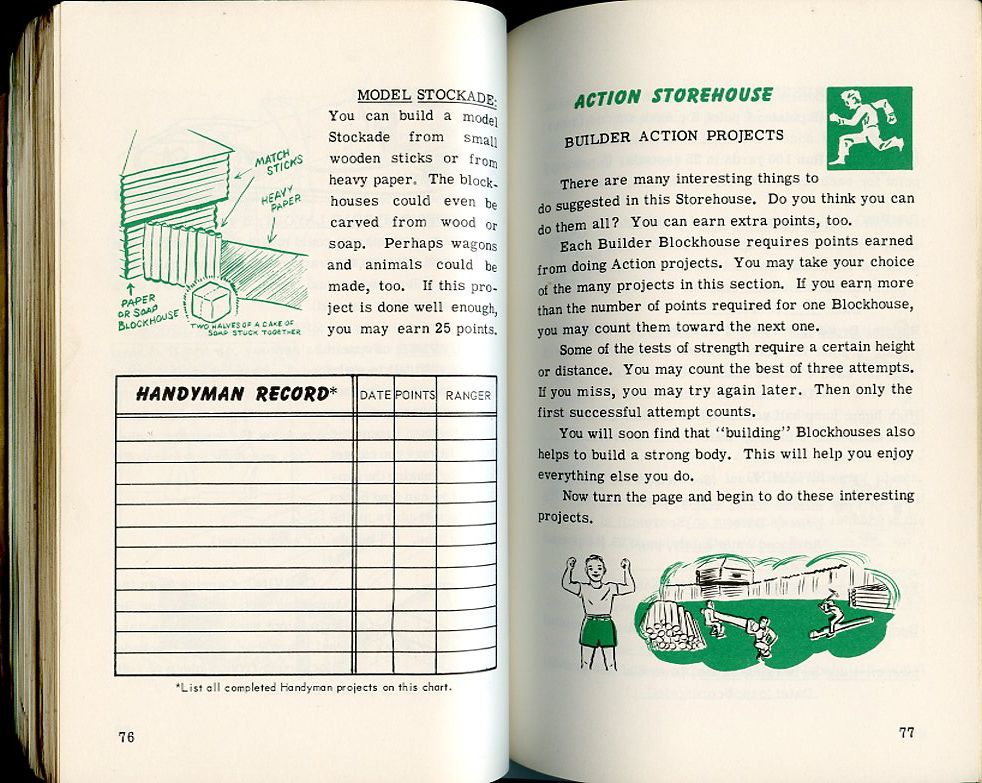 MODEL STOCKADE:
You can build a model
Stockade from small
wooden sticks or from
heavy paper. The block-
houses could even be
carved from wood or
soap. Perhaps wagons
and animals could be
made, too. If this pro-
ject is done well enough,
you may earn 25 points.
MATCH
STICKS
HEAVY
PAPER
PAPER
OR SOAP
BLOCKHOUSE
TWO HALVES OF A CAKE OF
SOAP STUCK TOGETHER
HANDYMAN RECORD* DATE POINTS RANGER
*List all completed Handyman projects on this chart.
76
ACTION STOREHOUSE
BUILDER ACTION PROJECTS
There are many interesting things to
do suggested in this Storehouse. Do you think you can
do them all? You can earn extra points, too.
Each Builder Blockhouse requires points earned
from doing Action projects. You may take your choice
of the many projects in this section. If you earn more
than the number of points required for one Blockhouse,
you may count them toward the next one.
Some of the tests of strength require a certain height
or distance. You may count the best of three attempts.
If you miss, you may try again later. Then only the
first successful attempt counts.
You will soon find that "building" Blockhouses also
helps to build a strong body. This will help you enjoy
everything else you do.
Now turn the page and begin to do these interesting
projects.
77